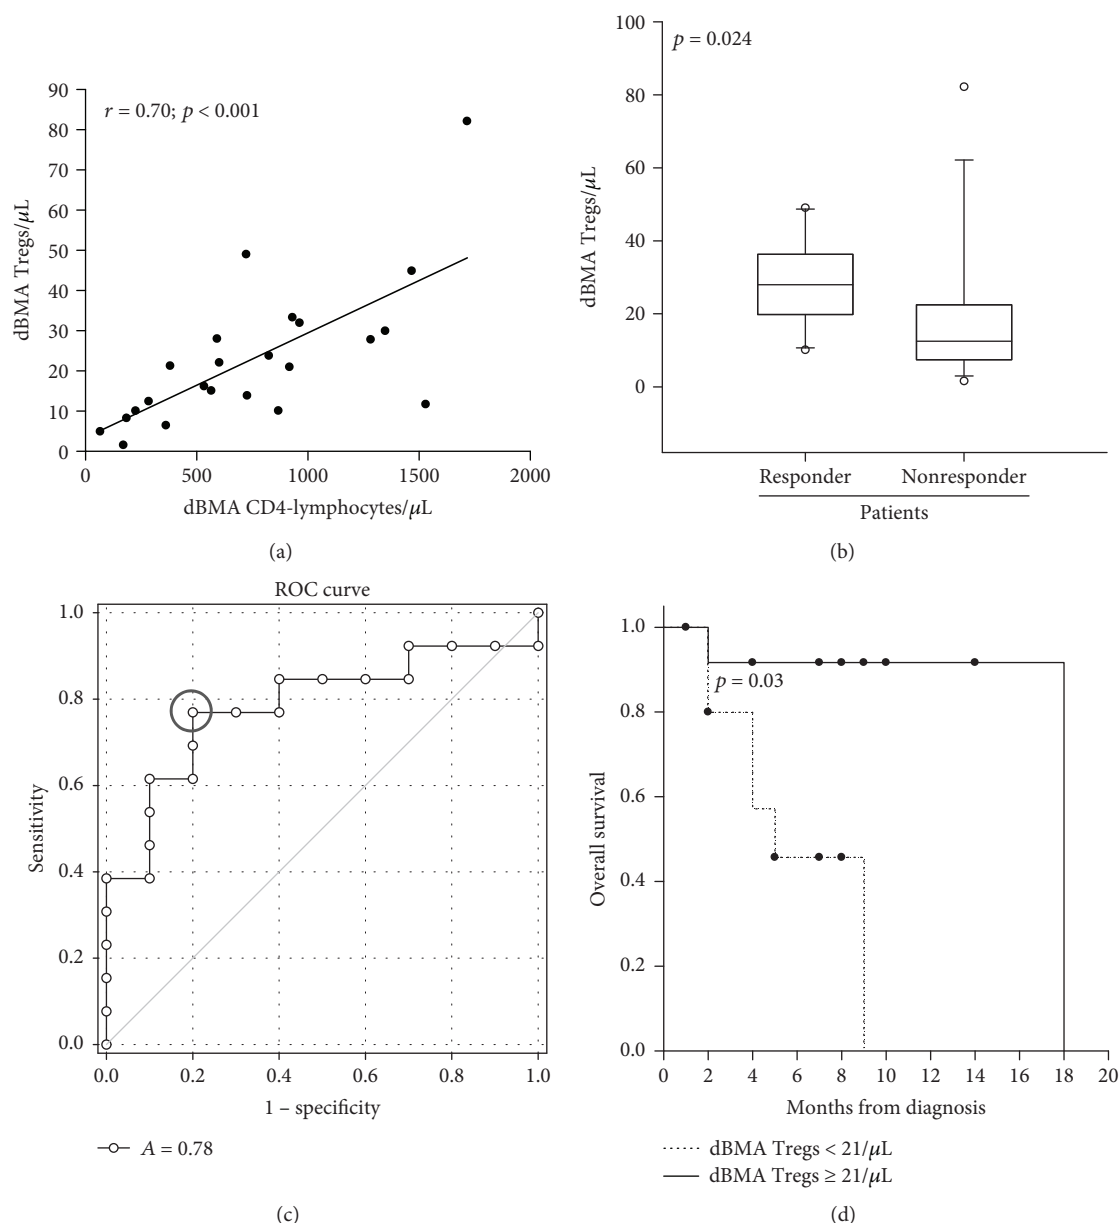 r = 0.70; p < 0.001
90
80
70
60
50
40
30
20
10
0
dBMA Tregs/μL
0 500 1000 1500 2000
dBMA CD4-lymphocytes/μL
(a)
p = 0.024
100
80
60
40
20
0
dBMA Tregs/μL
Responder Nonresponder
Patients
(b)
ROC curve
1.0
0.8
0.6
0.4
0.2
0.0
Sensitivity
0.0 0.2 0.4 0.6 0.8 1.0
1 – specificity
A = 0.78
(c)
1.0
0.8
0.6
0.4
0.2
0.0
Overall survival
p = 0.03
0 2 4 6 8 10 12 14 16 18 20
Months from diagnosis
dBMA Tregs < 21/μL
dBMA Tregs ≥ 21/μL
(d)